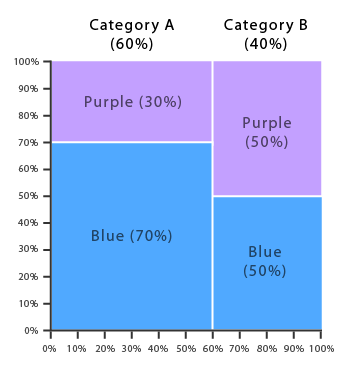 Category A
(60%)
Category B
(40%)
100%
90%
80%
70%
60%
50%
40%
30%
20%
10%
0%
Purple (30%)
Purple
(50%)
Blue (70%)
Blue
(50%)
0% 10% 20% 30% 40% 50% 60% 70% 80% 90% 100%